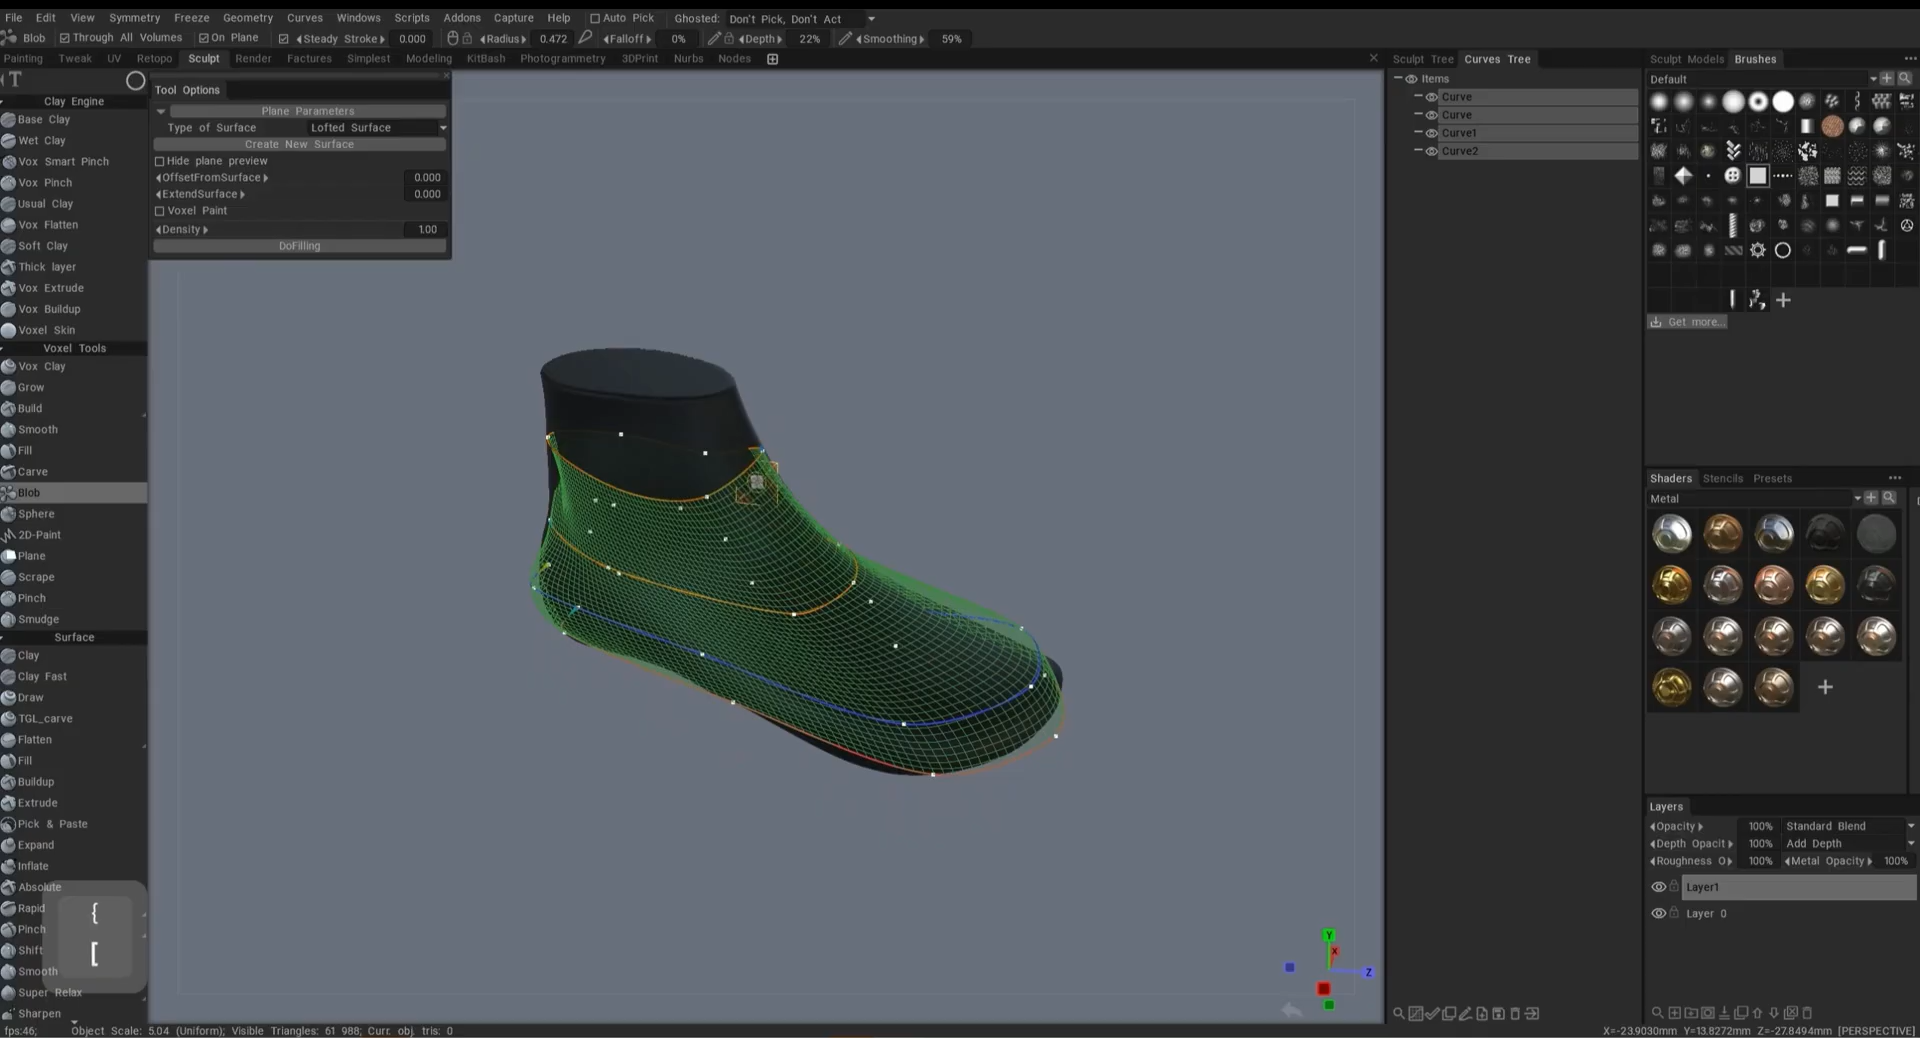 File Edit View Symmetry Freeze Geometry Curves Windows Scripts Addons Capture Help Auto Pick Ghosted: Don't Pick, Don't Act
Blob Through All Volumes On Plane Steady Stroke 0.000 Radius 0.472 Falloff 0% Depth 22% Smoothing 59%
Painting Tweak UV Retopo Sculpt Render Factures Simplest Modeling KitBash Photogrammetry 3DPrint Nurbs Nodes
Sculpt Tree Curves Tree
Sculpt Models Brushes
T
Clay Engine
Base Clay
Wet Clay
Vox Smart Pinch
Vox Pinch
Usual Clay
Vox Flatten
Soft Clay
Thick layer
Vox Extrude
Vox Buildup
Voxel Skin
Voxel Tools
Vox Clay
Grow
Build
Smooth
Fill
Carve
Blob
Sphere
2D-Paint
Plane
Scrape
Pinch
Smudge
Surface
Clay
Clay Fast
Draw
TGL_carve
Flatten
Fill
Buildup
Extrude
Pick & Paste
Expand
Inflate
Absolute
Rapid
Pinch
Shift
Smooth
Super Relax
Sharpen
{
[
Tool Options
Plane Parameters
Type of Surface Lofted Surface
Create New Surface
Hide plane preview
OffsetFromSurface 0.000
ExtendSurface 0.000
Voxel Paint
Density 1.00
DoFilling
Items
Curve
Curve
Curve1
Curve2
Default
Get more...
Shaders Stencils Presets
Metal
Layers
Opacity 100% Standard Blend
Depth Opacit 100% Add Depth
Roughness O 100% Metal Opacity 100%
Layer1
Layer 0
Y
X
Z
fps:46; Object Scale: 5.04 (Uniform); Visible Triangles: 61 988; Curr. obj. tris: 0
X=-23.9030mm Y=13.8272mm Z=-27.8494mm [PERSPECTIVE]